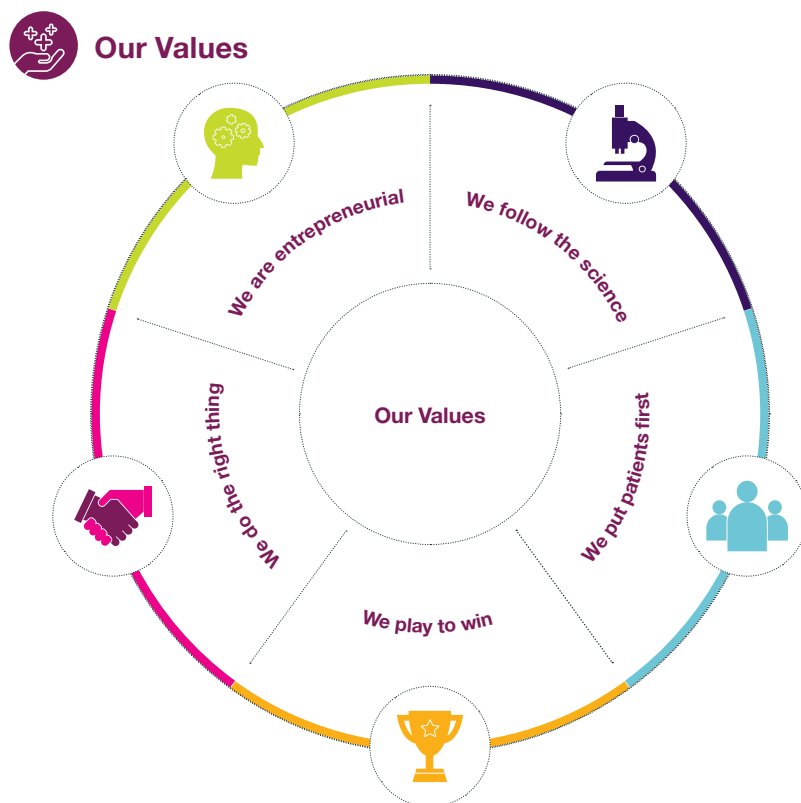 Our Values
We are entrepreneurial
We follow the science
We do the right thing
Our Values
We put patients first
We play to win